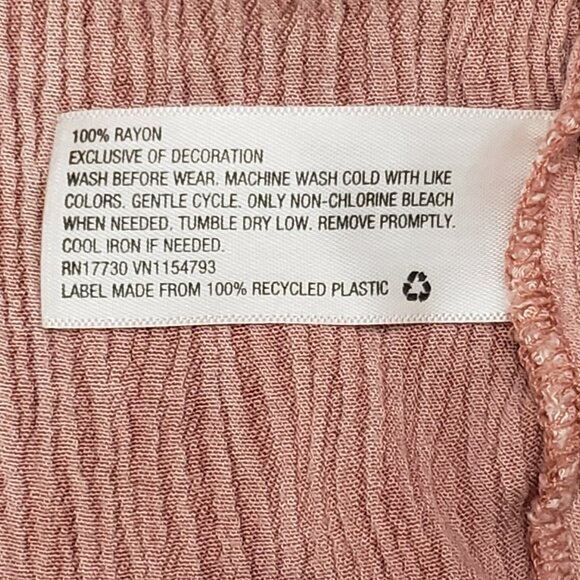 100% RAYON
EXCLUSIVE OF DECORATION
WASH BEFORE WEAR. MACHINE WASH COLD WITH LIKE
COLORS. GENTLE CYCLE. ONLY NON-CHLORINE BLEACH
WHEN NEEDED, TUMBLE DRY LOW. REMOVE PROMPTLY.
COOL IRON IF NEEDED.
RN17730 VN1154793
LABEL MADE FROM 100% RECYCLED PLASTIC